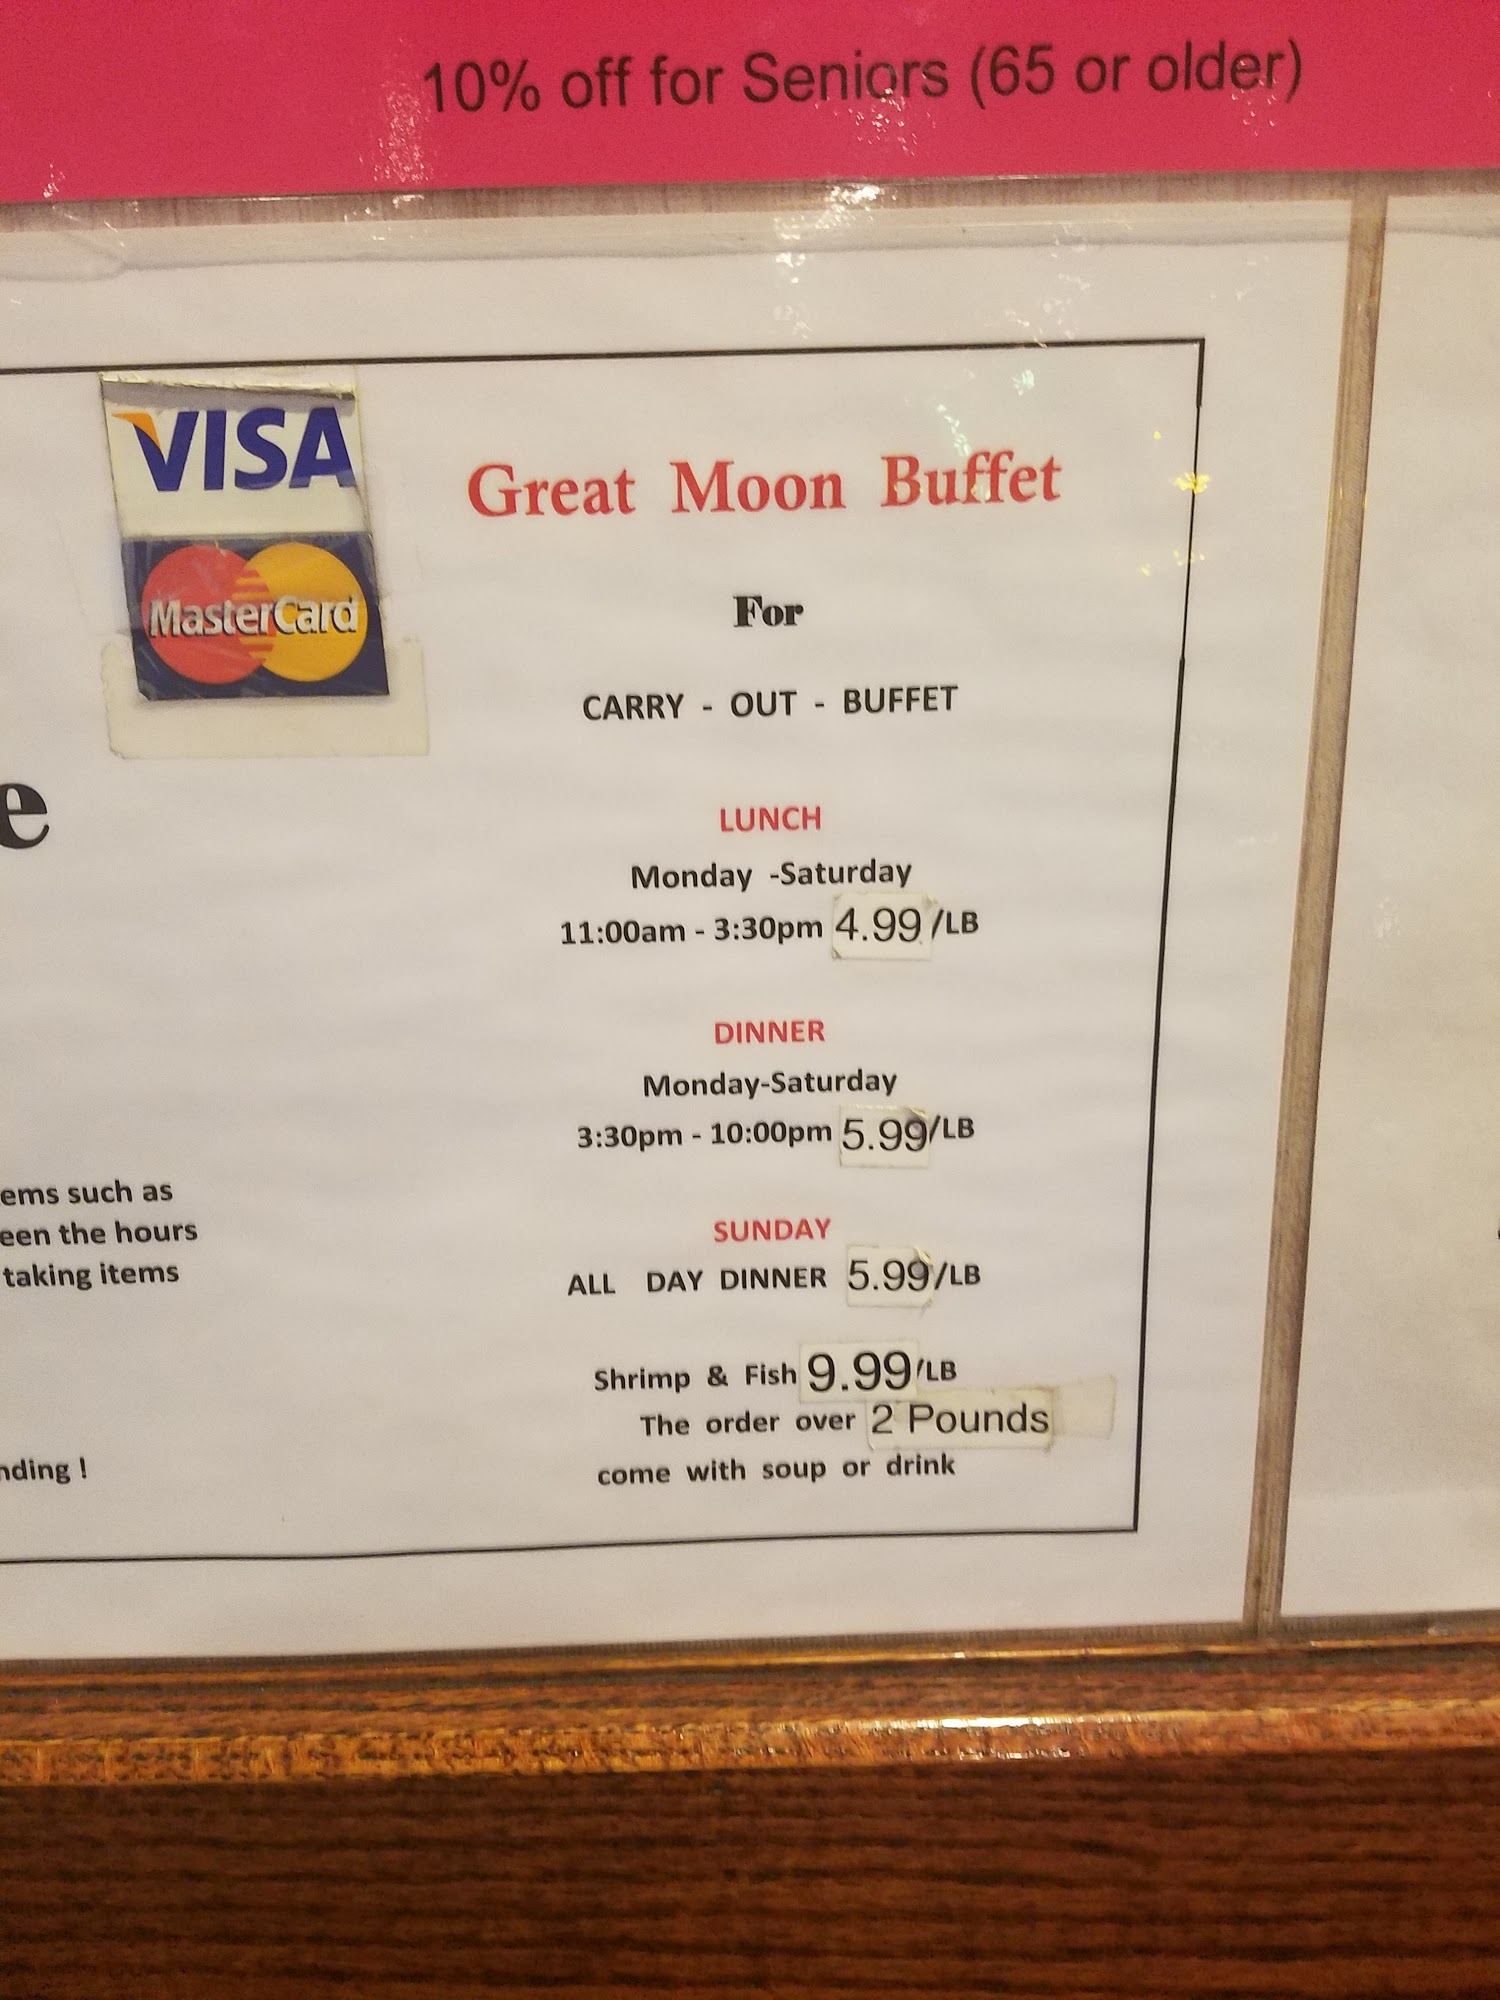 10% off for Seniors (65 or older)
VISA
MasterCard
Great Moon Buffet
For
CARRY - OUT - BUFFET
e
LUNCH
Monday -Saturday
11:00am - 3:30pm 4.99/LB
DINNER
Monday-Saturday
3:30pm - 10:00pm 5.99/LB
ems such as
een the hours
taking items
SUNDAY
ALL DAY DINNER 5.99/LB
Shrimp & Fish 9.99/LB
The order over 2 Pounds
come with soup or drink
nding !